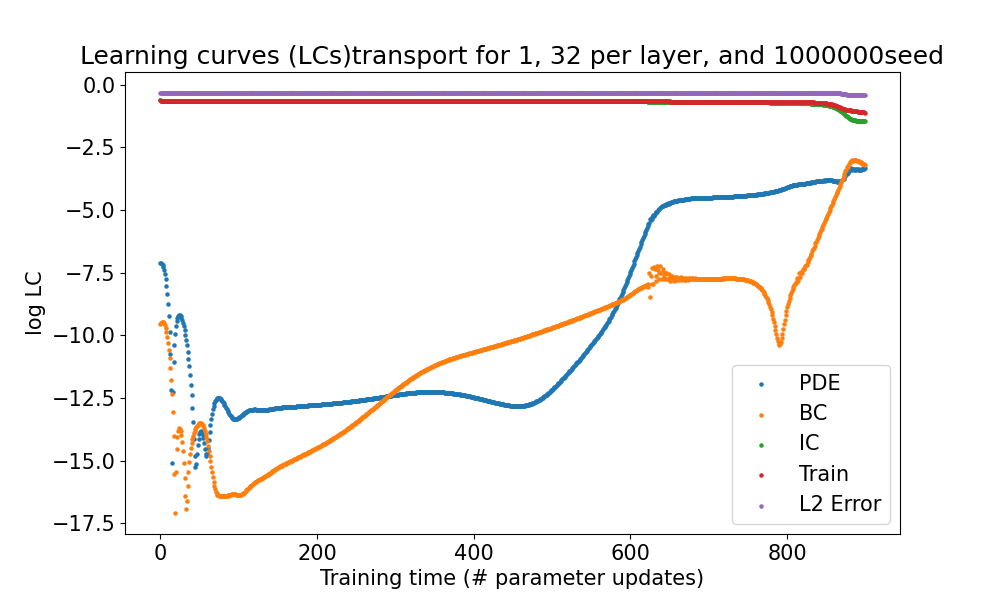 Learning curves (LCs)transport for 1, 32 per layer, and 1000000seed
log LC
0.0
−2.5
−5.0
−7.5
−10.0
−12.5
−15.0
−17.5
PDE
BC
IC
Train
L2 Error
0 200 400 600 800
Training time (# parameter updates)